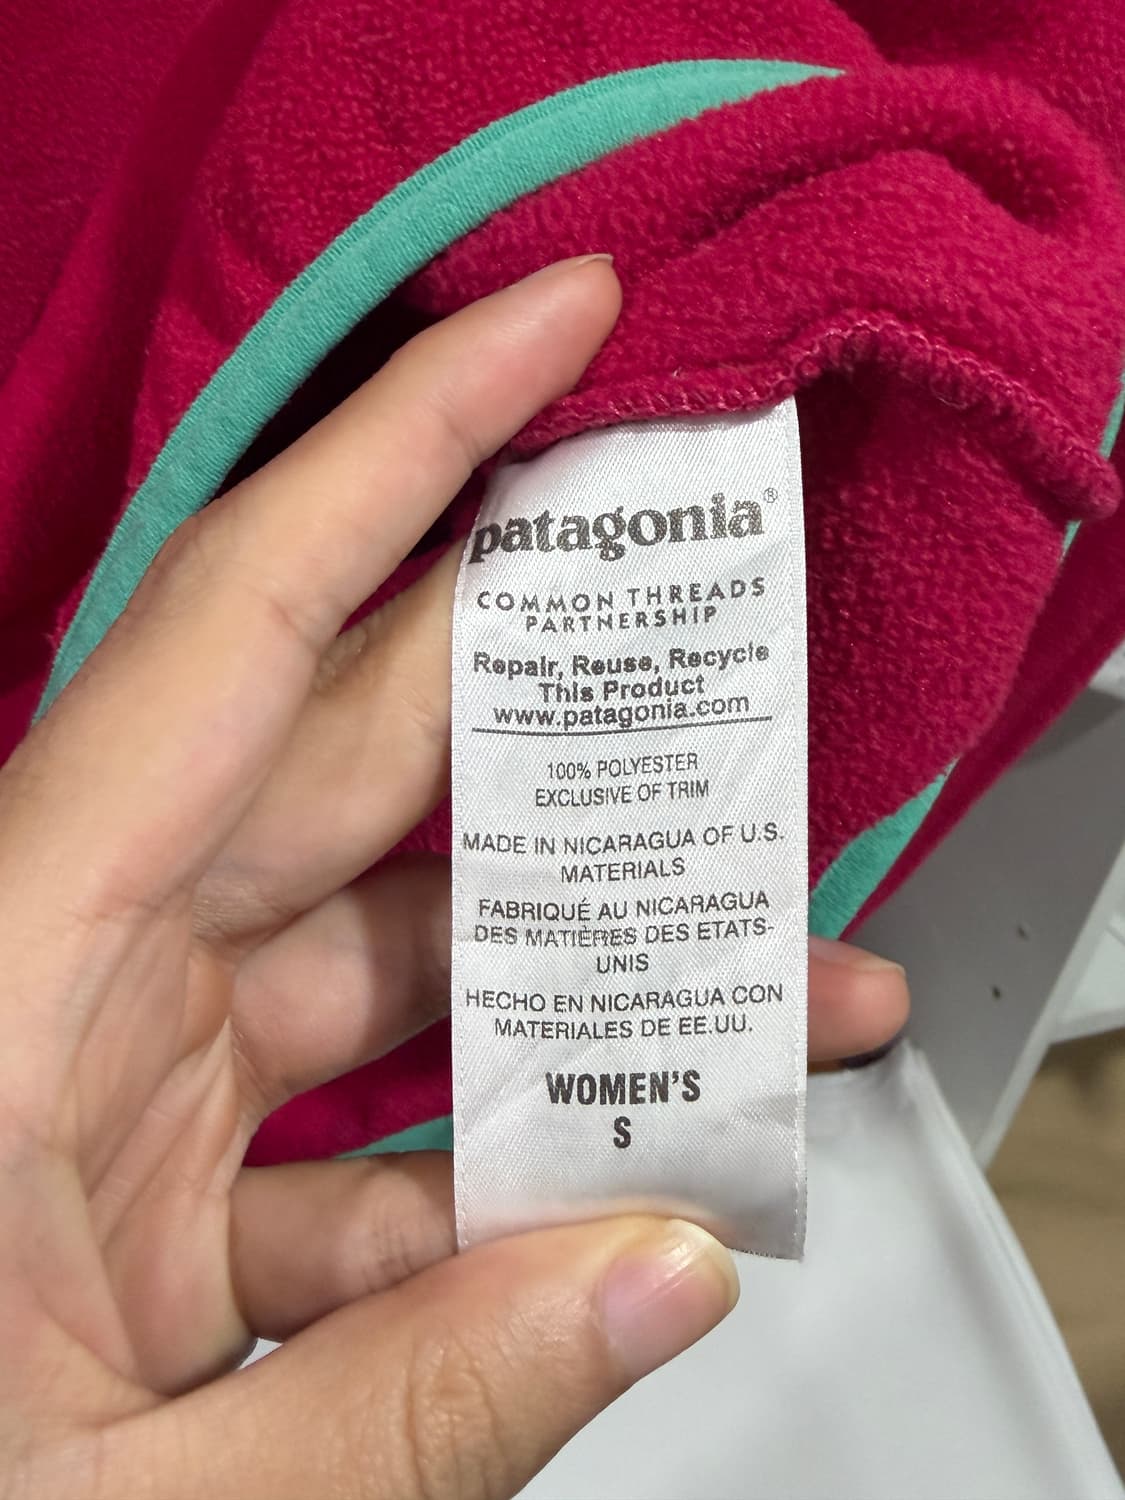 patagonia®
COMMON THREADS
PARTNERSHIP
Repair, Reuse, Recycle
This Product
www.patagonia.com
100% POLYESTER
EXCLUSIVE OF TRIM
MADE IN NICARAGUA OF U.S.
MATERIALS
FABRIQUÉ AU NICARAGUA
DES MATIÈRES DES ETATS-
UNIS
HECHO EN NICARAGUA CON
MATERIALES DE EE.UU.
WOMEN'S
S